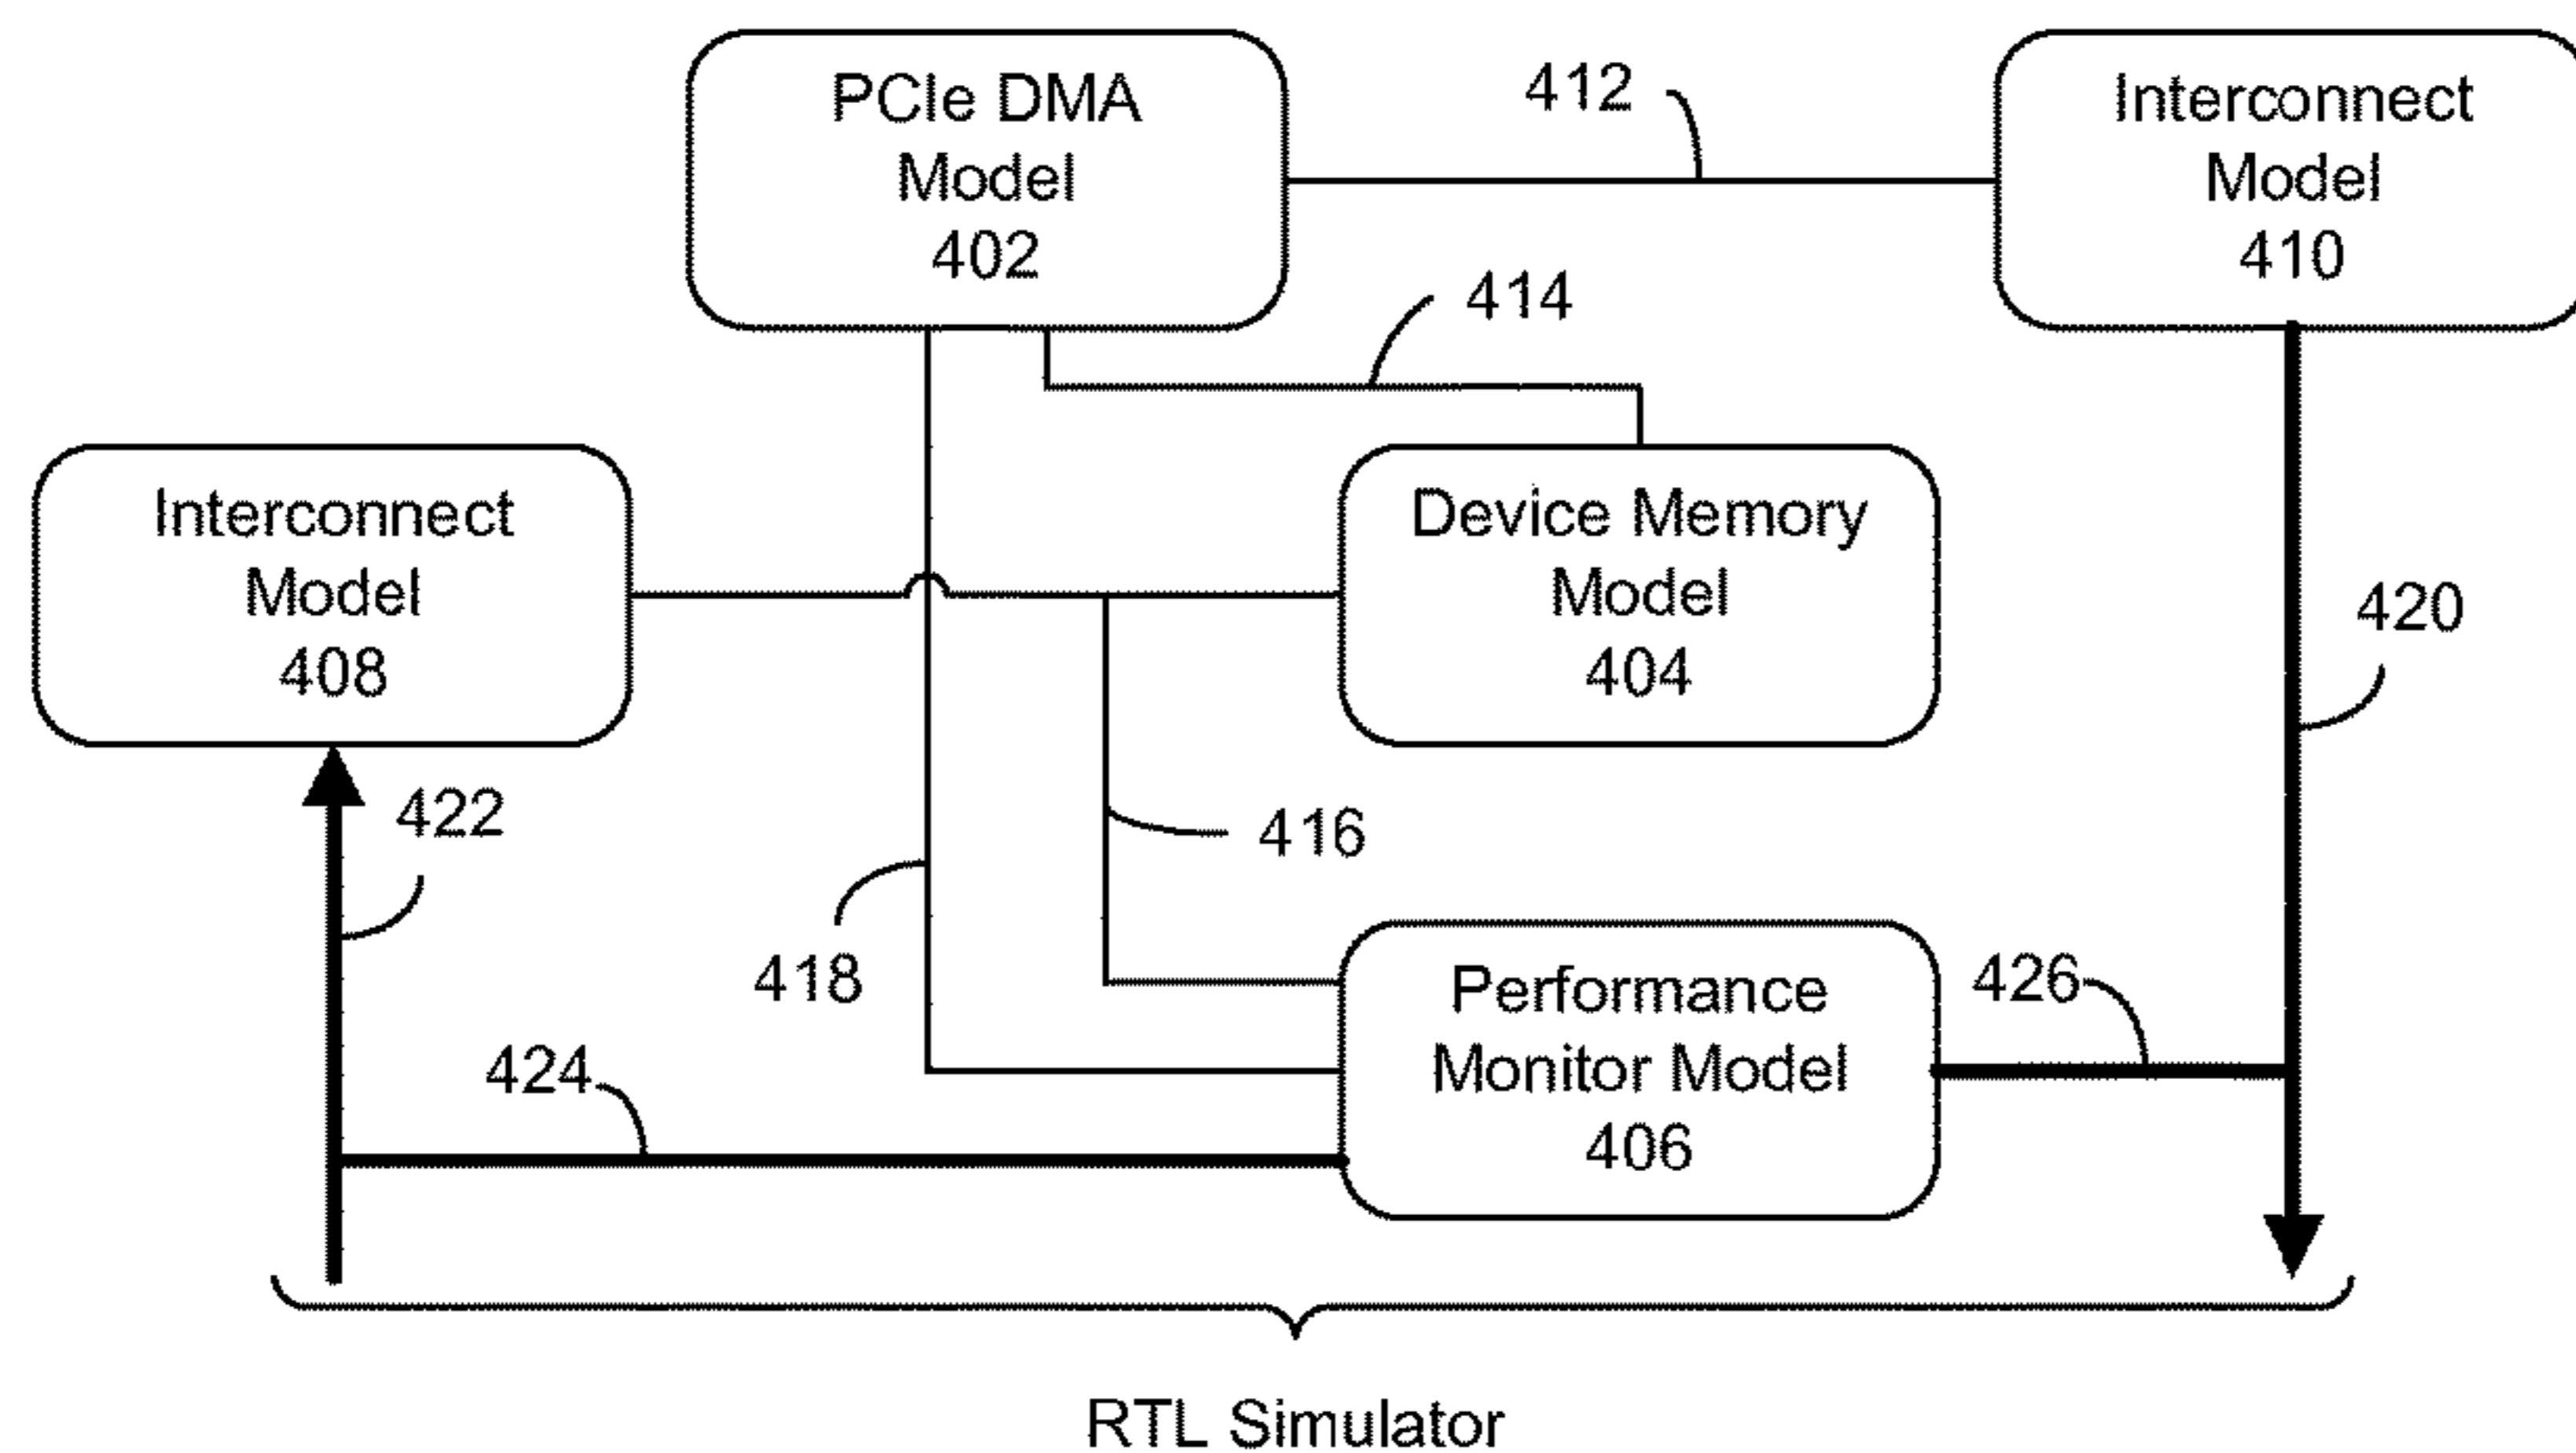 PCIe DMA
Model
402
412
Interconnect
Model
410
414
Interconnect
Model
408
Device Memory
Model
404
420
422
416
418
Performance
Monitor Model
406
426
424
RTL Simulator